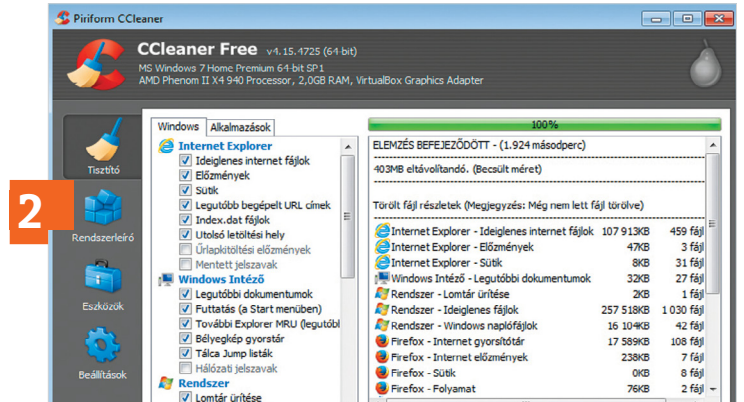 Piriform CCleaner
CCleaner Free v4.15.4725 (64-bit)
MS Windows 7 Home Premium 64-bit SP1
AMD Phenom II X4 940 Processor, 2,0GB RAM, VirtualBox Graphics Adapter
2
Tisztító
Rendszerleíró
Eszközök
Beállítások
Windows Alkalmazások
Internet Explorer
Ideiglenes internet fájlok
Előzmények
Sütik
Legutóbb begépelt URL címek
Index.dat fájlok
Utolsó letöltési hely
Űrlapkitöltési előzmények
Mentett jelszavak
Windows Intéző
Legutóbbi dokumentumok
Futtatás (a Start menüben)
További Explorer MRU (legutóbl
Bélyegkép gyorstár
Tálca Jump listák
Hálózati jelszavak
Rendszer
Lomtár ürítése
100%
ELEMZÉS BEFEJEZŐDÖTT - (1.924 másodperc)
403MB eltávolítandó. (Becsült méret)
Törölt fájl részletek (Megjegyzés: Még nem lett fájl törölve)
Internet Explorer - Ideiglenes internet fájlok 107 913KB 459 fájl
Internet Explorer - Előzmények 47KB 3 fájl
Internet Explorer - Sütik 8KB 31 fájl
Windows Intéző - Legutóbbi dokumentumok 32KB 27 fájl
Rendszer - Lomtár ürítése 2KB 1 fájl
Rendszer - Ideiglenes fájlok 257 518KB 1 030 fájl
Rendszer - Windows naplófájlok 16 104KB 42 fájl
Firefox - Internet gyorsítótár 17 589KB 108 fájl
Firefox - Internet előzmények 238KB 7 fájl
Firefox - Sütik 0KB 8 fájl
Firefox - Folyamat 76KB 2 fájl